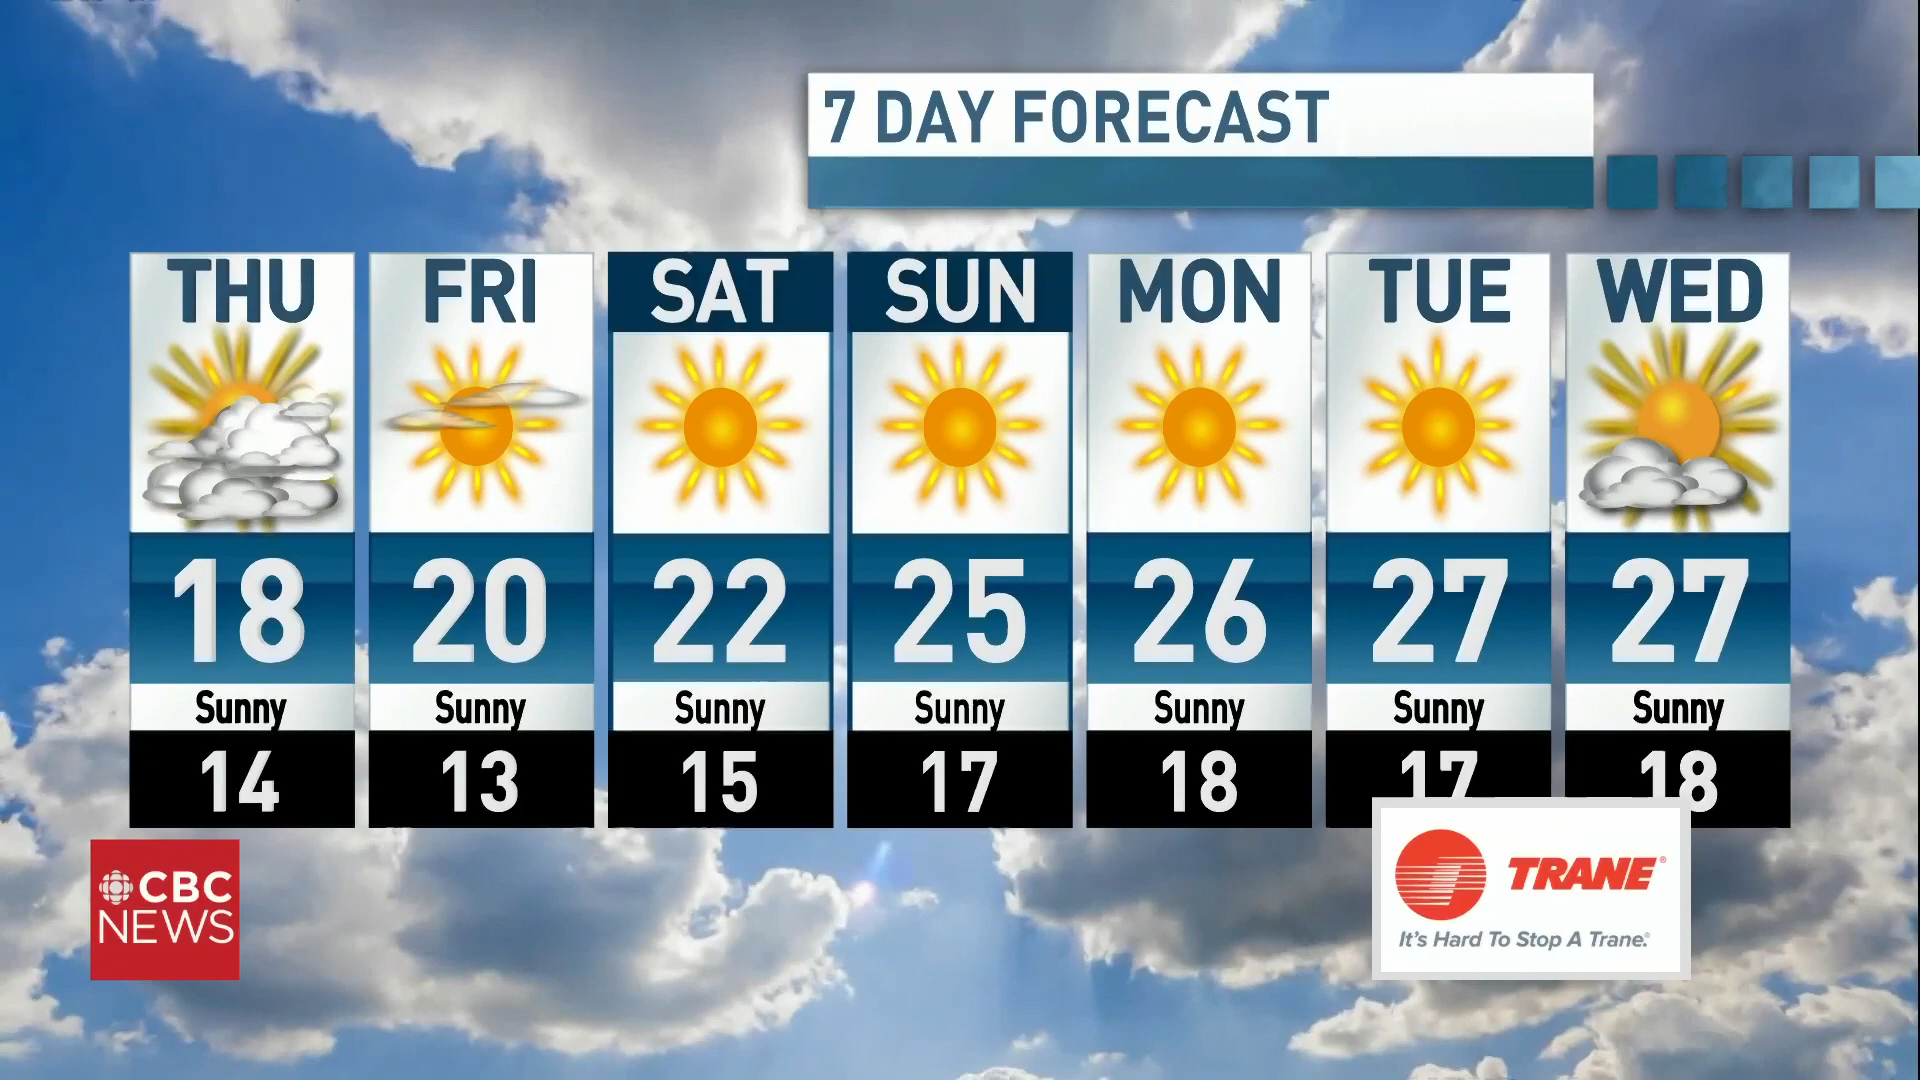 7 DAY FORECAST
THU FRI SAT SUN MON TUE WED
18 20 22 25 26 27 27
Sunny Sunny Sunny Sunny Sunny Sunny Sunny
14 13 15 17 18 17 18
CBC
NEWS
TRANE®
It's Hard To Stop A Trane.®